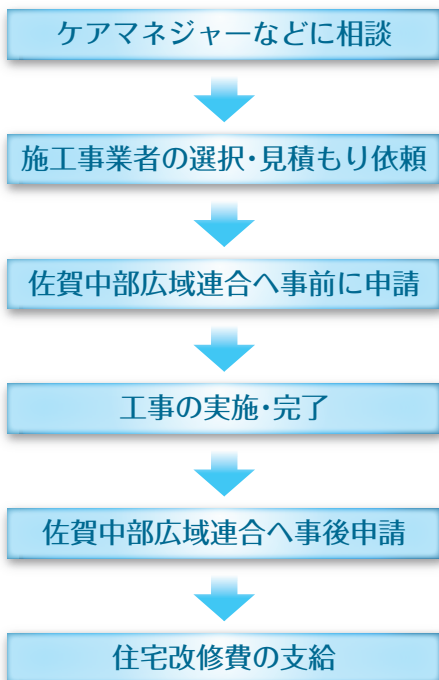 ケアマネジャーなどに相談
施工事業者の選択・見積もり依頼
佐賀中部広域連合へ事前に申請
工事の実施・完了
佐賀中部広域連合へ事後申請
住宅改修費の支給